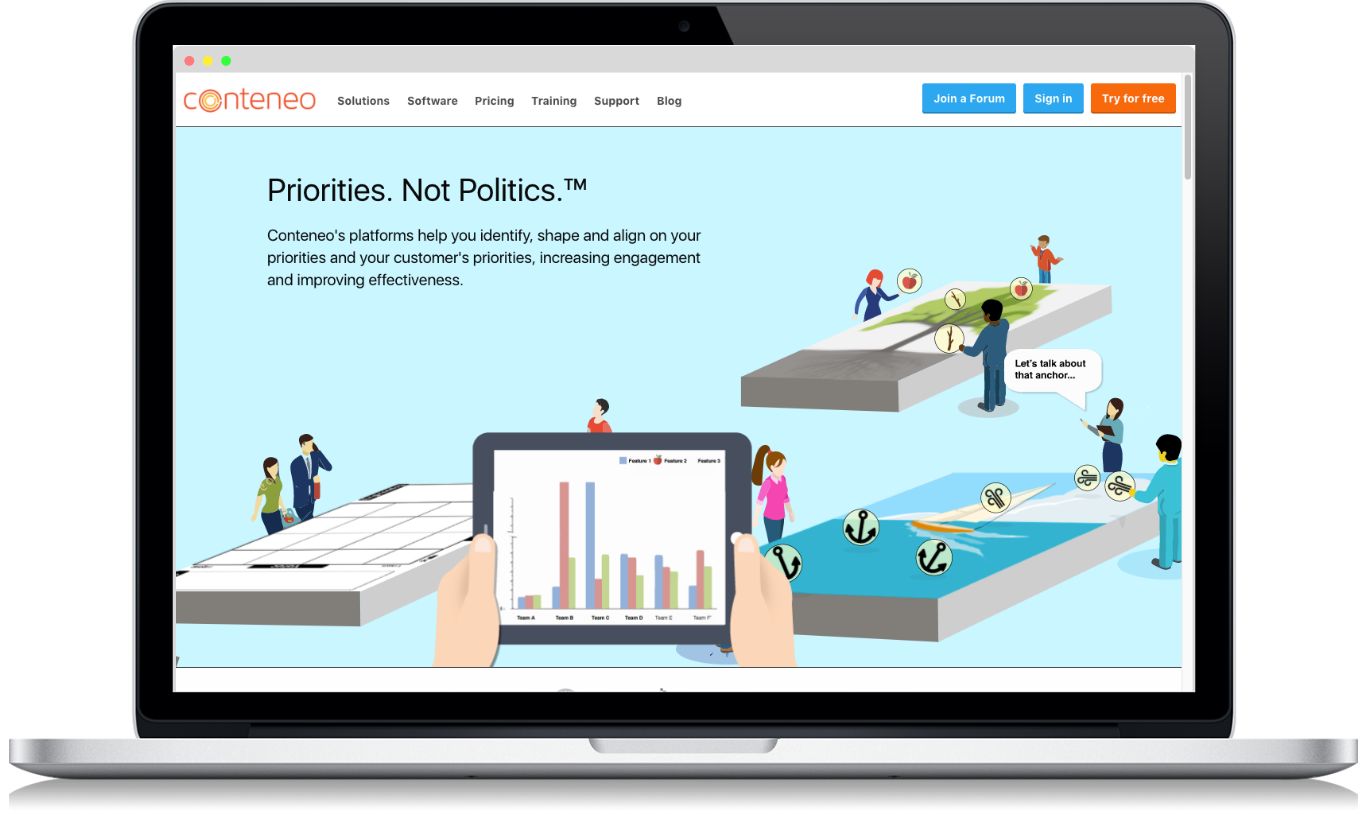 conteneo
Solutions Software Pricing Training Support Blog
Join a Forum Sign in Try for free
Priorities. Not Politics.™
Conteneo's platforms help you identify, shape and align on your
priorities and your customer's priorities, increasing engagement
and improving effectiveness.
Let's talk about
that anchor...
Feature 1 Feature 2 Feature 3
Team A Team B Team C Team D Team E Team F